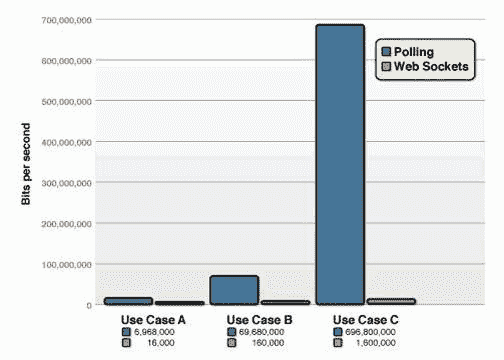 700,000,000
600,000,000
500,000,000
400,000,000
300,000,000
200,000,000
100,000,000
0
Bits per second
Polling
Web Sockets
Use Case A
6,968,000
16,000
Use Case B
69,680,000
160,000
Use Case C
696,800,000
1,600,000